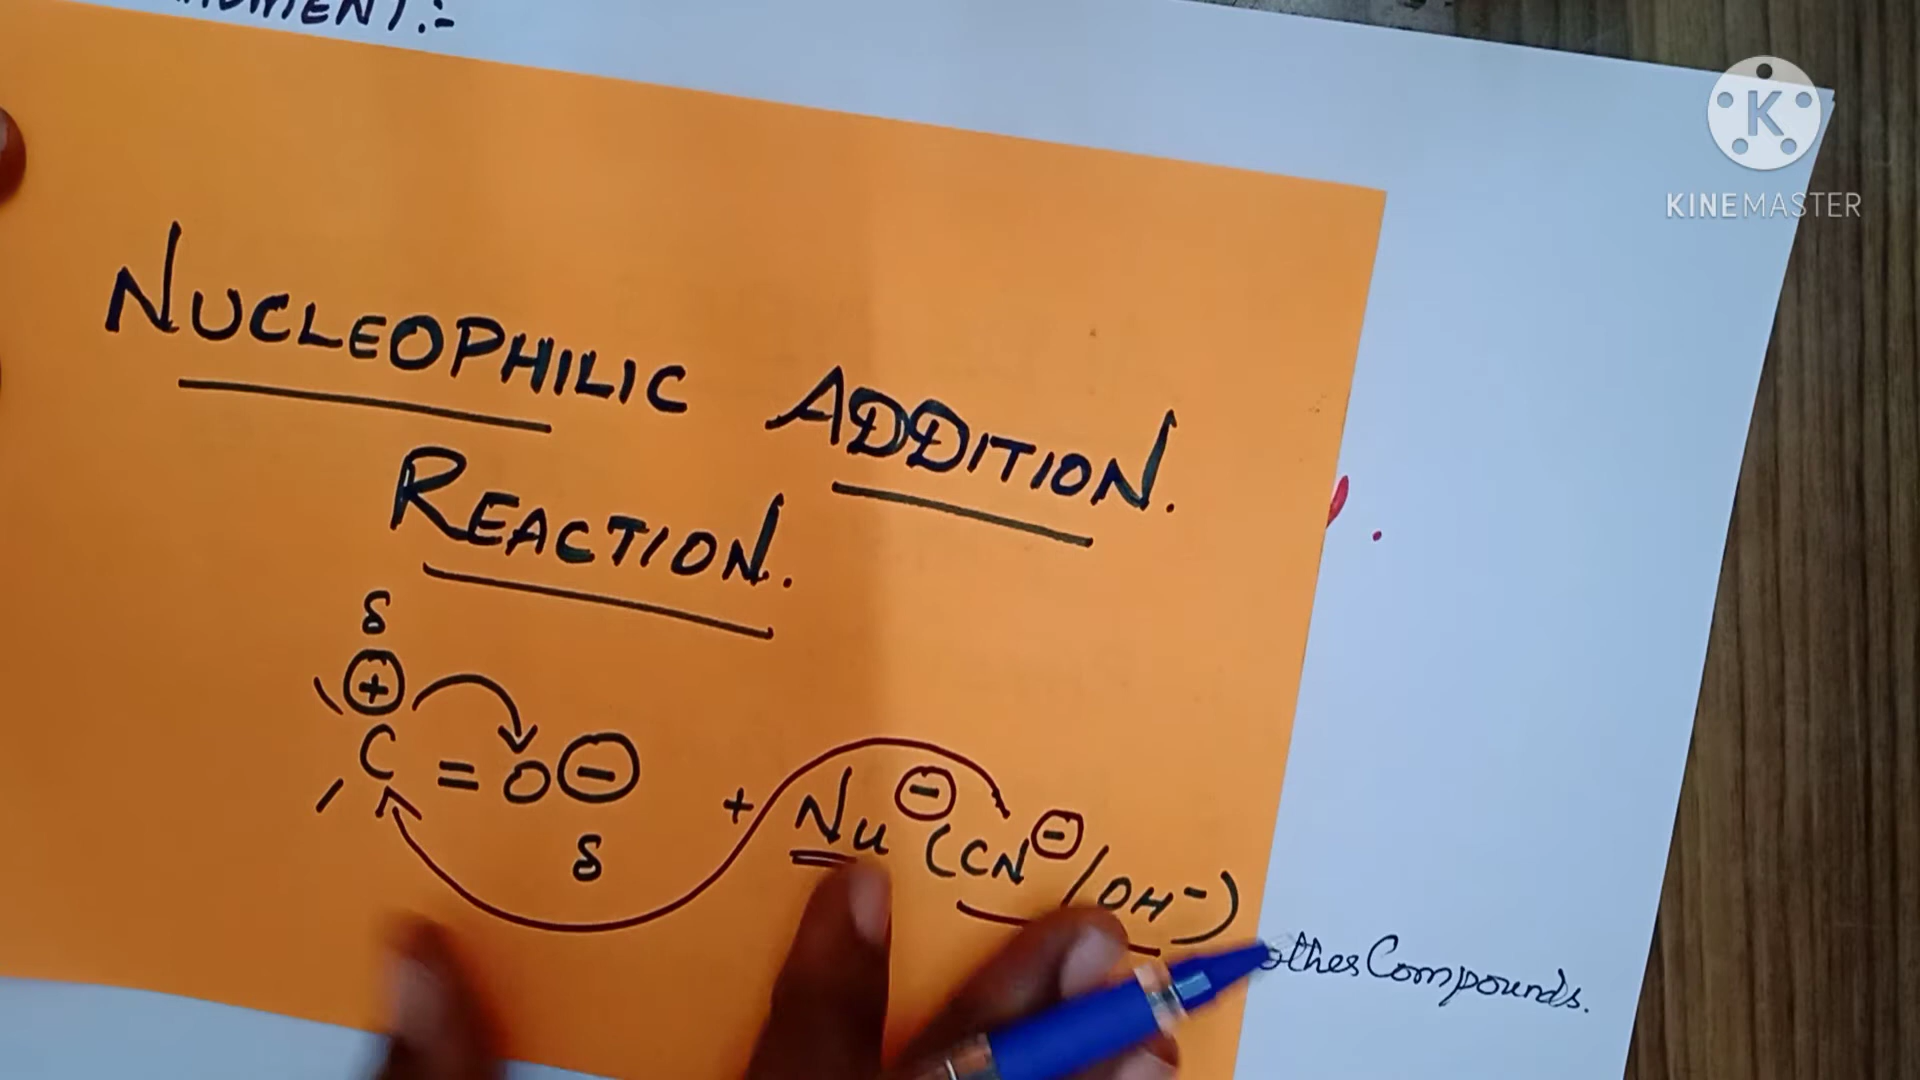 KINEMASTER
NUCLEOPHILIC ADDITION.
REACTION.
δ
⊕
C = O ⊖ + Nu ⊖ (CN ⊖ / OH⁻)
δ
other Compounds.